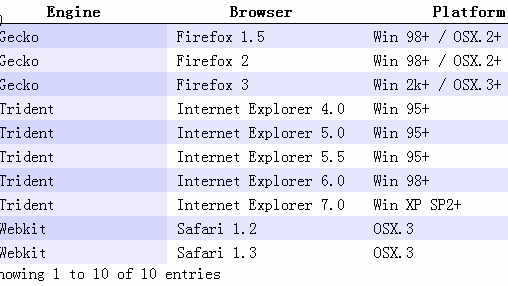 Engine Browser Platform
Gecko Firefox 1.5 Win 98+ / OSX.2+
Gecko Firefox 2 Win 98+ / OSX.2+
Gecko Firefox 3 Win 2k+ / OSX.3+
Trident Internet Explorer 4.0 Win 95+
Trident Internet Explorer 5.0 Win 95+
Trident Internet Explorer 5.5 Win 95+
Trident Internet Explorer 6.0 Win 98+
Trident Internet Explorer 7.0 Win XP SP2+
Webkit Safari 1.2 OSX.3
Webkit Safari 1.3 OSX.3
howing 1 to 10 of 10 entries